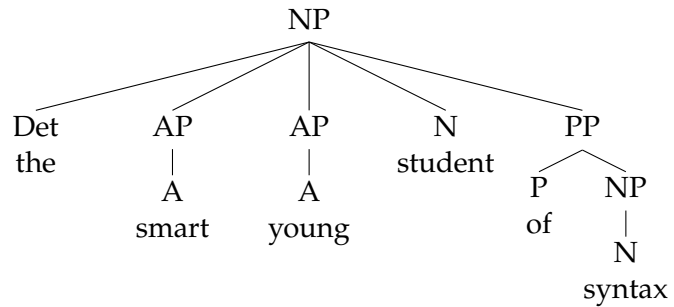 NP
Det AP AP N PP
the student
A A P NP
smart young of
N
syntax